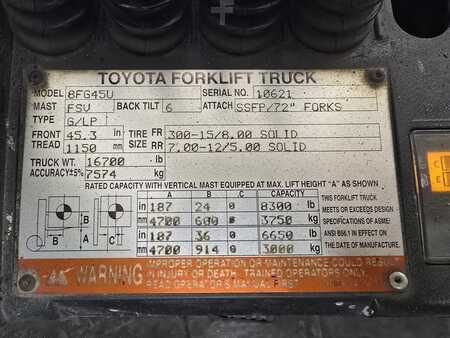 TOYOTA FORKLIFT TRUCK
MODEL 8FG45U SERIAL NO. 10621
MAST FSV BACK TILT 6 ATTACH SSFP/72" FORKS
TYPE G/LP
FRONT TREAD 45.3 in 1150 mm TIRE SIZE FR 300-15/8.00 SOLID
RR 7.00-12/5.00 SOLID
TRUCK WT. 16700 lb
ACCURACY±5% 7574 kg
RATED CAPACITY WITH VERTICAL MAST EQUIPPED AT MAX. LIFT HEIGHT "A" AS SHOWN
A B C
in 187 24 0 8300 lb
mm 4700 600 0 3750 kg
in 187 36 0 6650 lb
mm 4700 914 0 3000 kg
B
B A C
THIS FORKLIFT TRUCK
MEETS OR EXCEEDS DESIGN
SPECIFICATIONS OF ASME/
ANSI B56.1 IN EFFECT ON THE
DATE OF MANUFACTURE.
WARNING
IMPROPER OPERATION OR MAINTENANCE COULD RESULT
IN INJURY OR DEATH. TRAINED OPERATORS ONLY.
READ OPERATOR'S MANUAL FIRST.